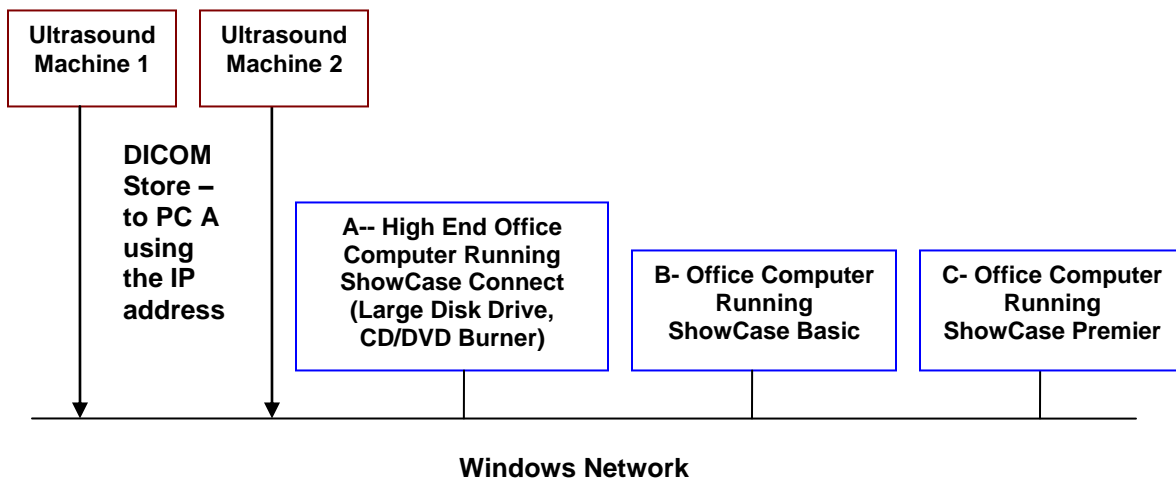 Ultrasound
Machine 1
Ultrasound
Machine 2
DICOM
Store –
to PC A
using
the IP
address
A-- High End Office
Computer Running
ShowCase Connect
(Large Disk Drive,
CD/DVD Burner)
B- Office Computer
Running
ShowCase Basic
C- Office Computer
Running
ShowCase Premier
Windows Network